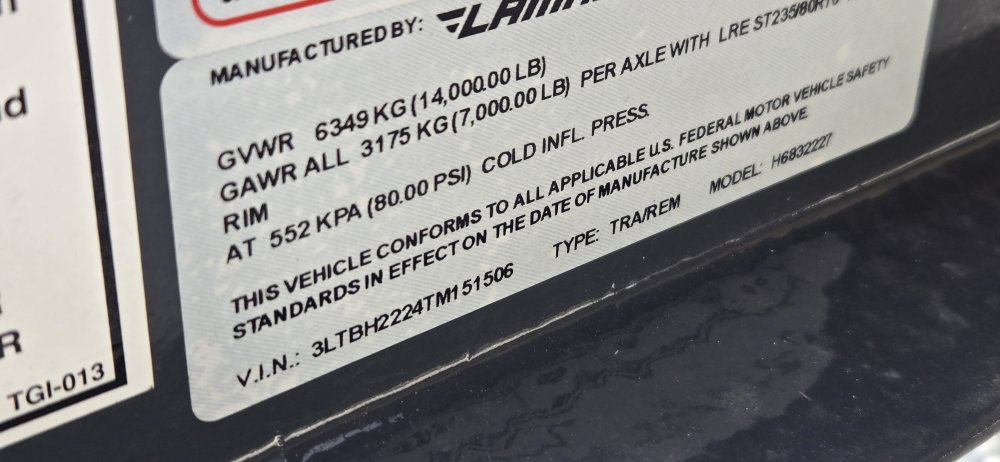 MANUFACTURED BY:
GVWR 6349 KG (14,000.00 LB)
GAWR ALL 3175 KG (7,000.00 LB) PER AXLE WITH LRE
RIM
AT 552 KPA (80.00 PSI) COLD INFL. PRESS.
THIS VEHICLE CONFORMS TO ALL APPLICABLE U.S. FEDERAL MOTOR VEHICLE SAFETY
STANDARDS IN EFFECT ON THE DATE OF MANUFACTURE SHOWN ABOVE.
V.I.N.: 3LTBH2224TM151506 TYPE: TRA/REM MODEL: H6832227
TGI-013